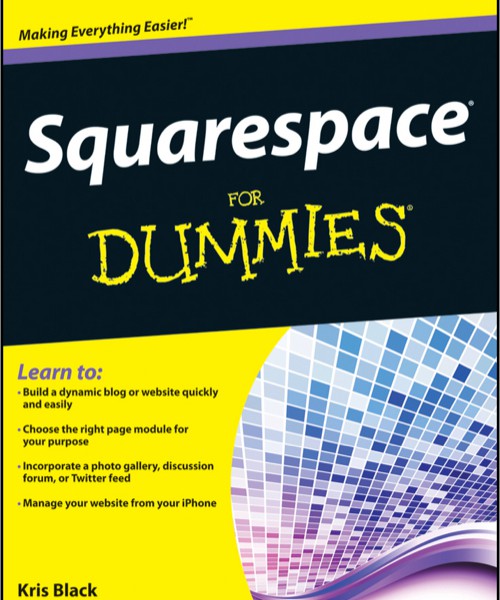 Making Everything Easier!™
Squarespace®
FOR
DUMMIES®
Learn to:
• Build a dynamic blog or website quickly
and easily
• Choose the right page module for
your purpose
• Incorporate a photo gallery, discussion
forum, or Twitter feed
• Manage your website from your iPhone
Kris Black